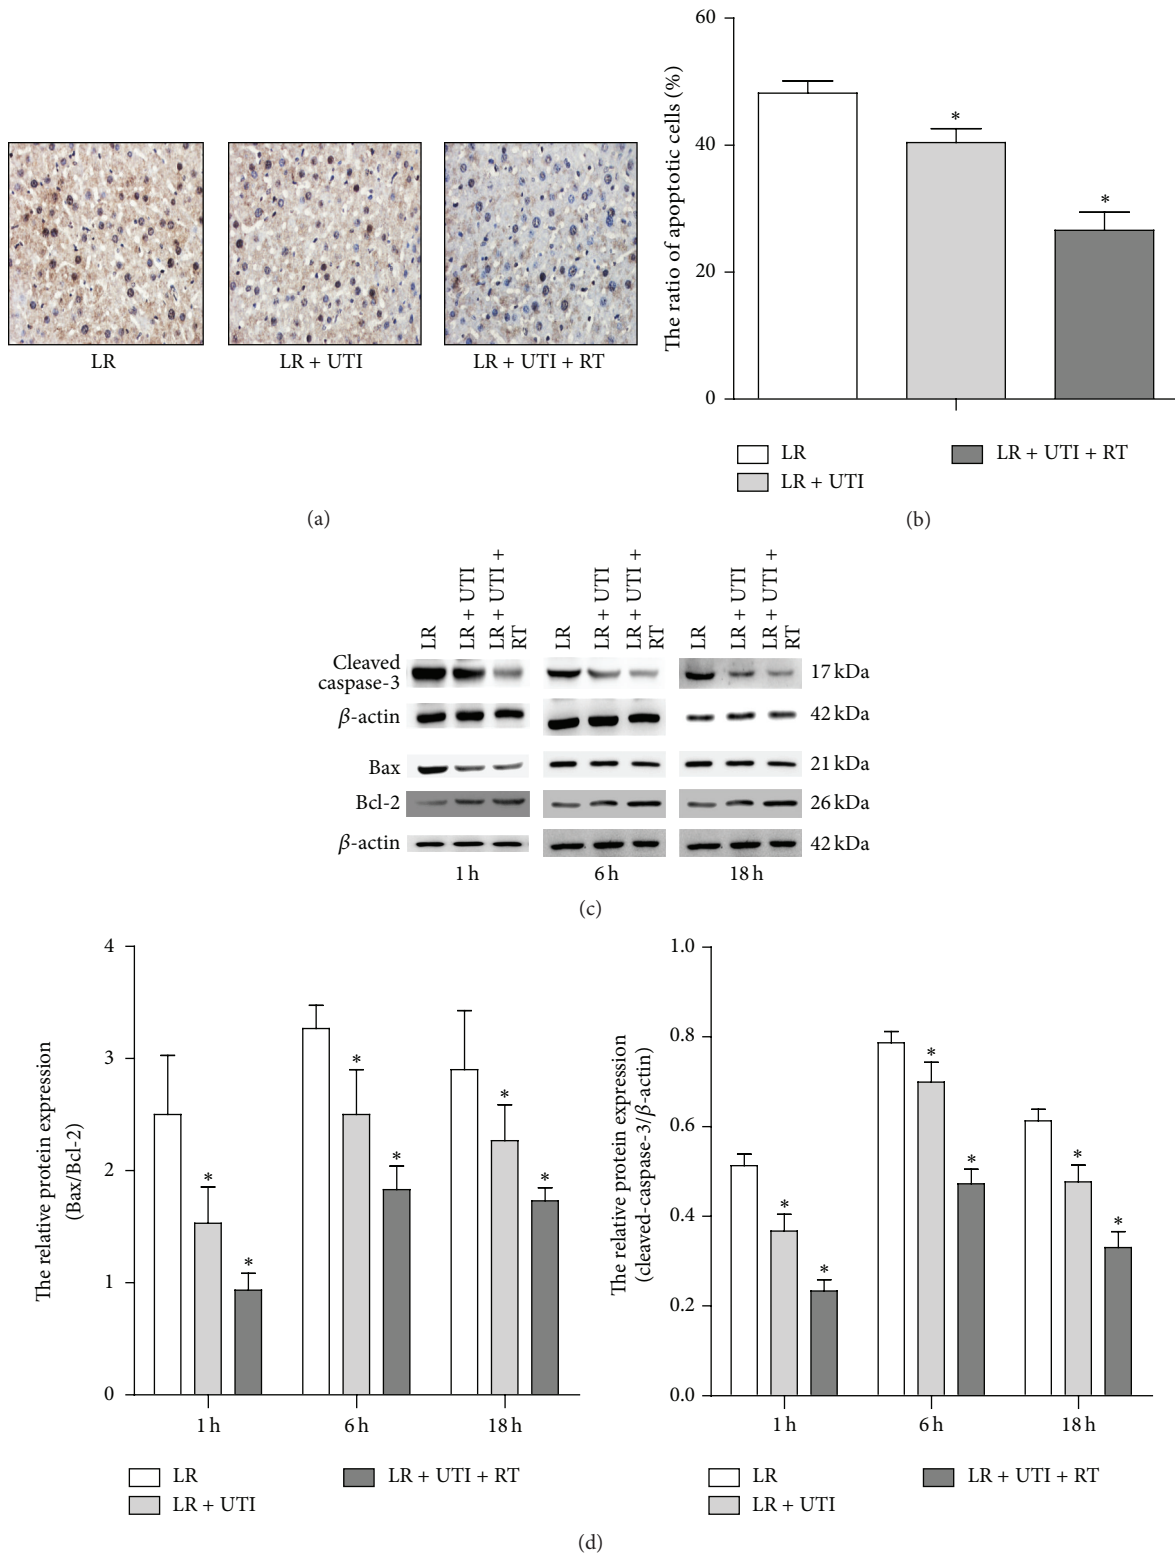 LR
LR + UTI
LR + UTI + RT
(a)
The ratio of apoptotic cells (%)
60
40
20
0
*
*
LR
LR + UTI
LR + UTI + RT
(b)
LR
LR + UTI
LR + UTI +
RT
LR
LR + UTI
LR + UTI +
RT
LR
LR + UTI
LR + UTI +
RT
Cleaved
caspase-3
17 kDa
β-actin
42 kDa
Bax
21 kDa
Bcl-2
26 kDa
β-actin
42 kDa
1 h
6 h
18 h
(c)
The relative protein expression
(Bax/Bcl-2)
4
3
2
1
0
*
*
*
*
*
*
1 h
6 h
18 h
LR
LR + UTI
LR + UTI + RT
The relative protein expression
(cleaved-caspase-3/β-actin)
1.0
0.8
0.6
0.4
0.2
0.0
*
*
*
*
*
*
1 h
6 h
18 h
LR
LR + UTI
LR + UTI + RT
(d)